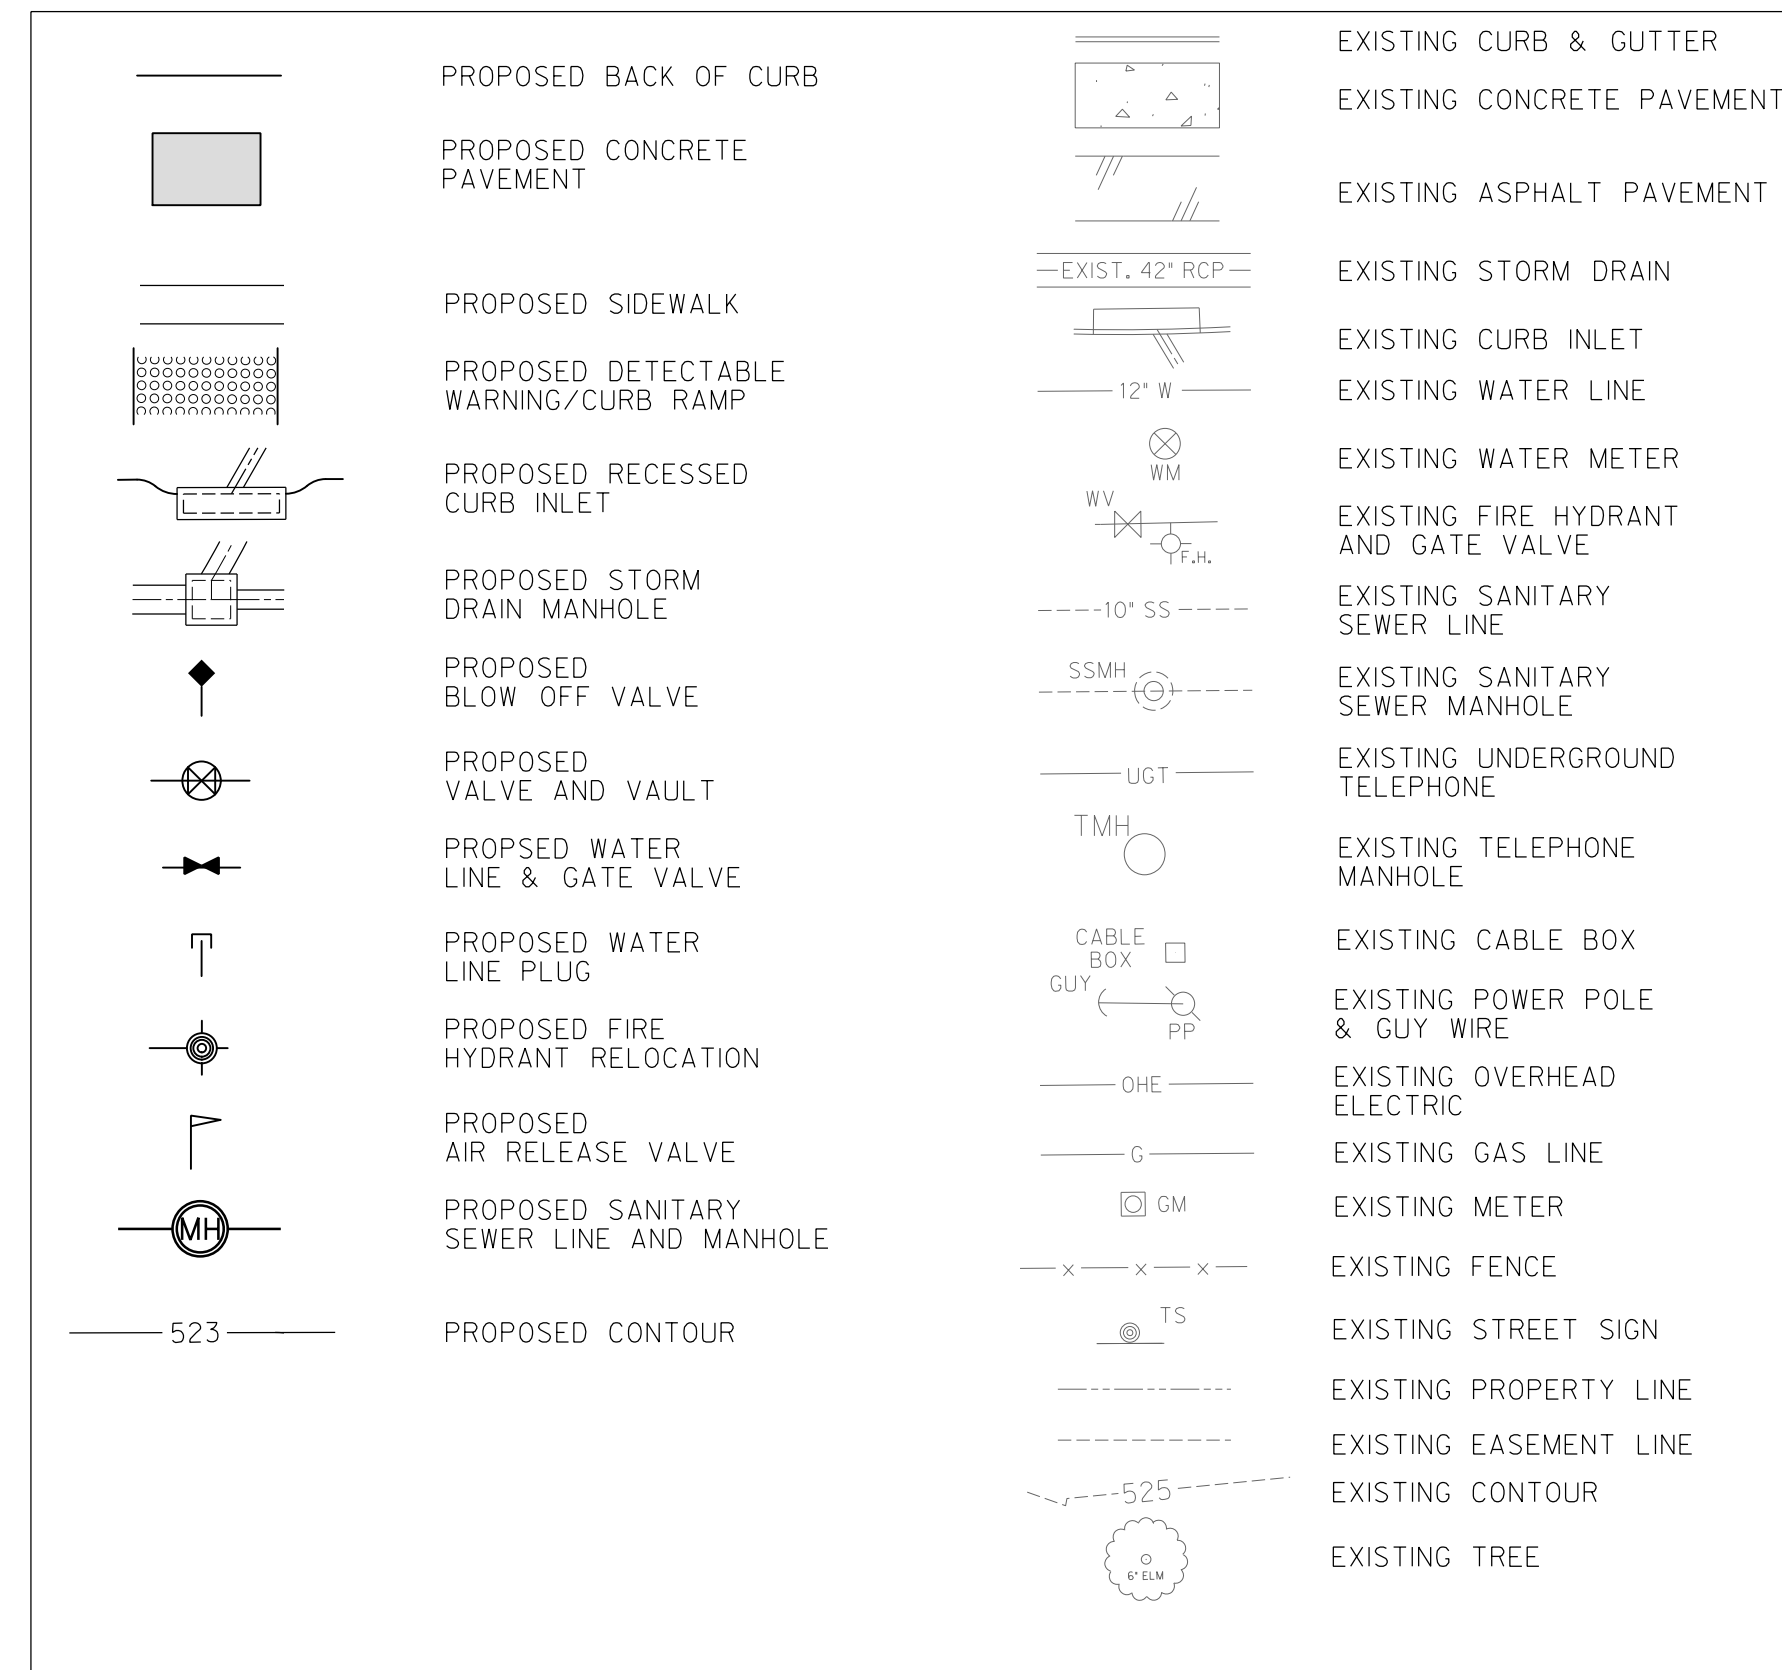 PROPOSED BACK OF CURB
PROPOSED CONCRETE
PAVEMENT
PROPOSED SIDEWALK
PROPOSED DETECTABLE
WARNING/CURB RAMP
PROPOSED RECESSED
CURB INLET
PROPOSED STORM
DRAIN MANHOLE
PROPOSED
BLOW OFF VALVE
PROPOSED
VALVE AND VAULT
PROPSED WATER
LINE & GATE VALVE
PROPOSED WATER
LINE PLUG
PROPOSED FIRE
HYDRANT RELOCATION
PROPOSED
AIR RELEASE VALVE
MH
PROPOSED SANITARY
SEWER LINE AND MANHOLE
523
PROPOSED CONTOUR
EXISTING CURB & GUTTER
EXISTING CONCRETE PAVEMENT
EXISTING ASPHALT PAVEMENT
EXIST. 42" RCP
EXISTING STORM DRAIN
EXISTING CURB INLET
12" W
EXISTING WATER LINE
WM
EXISTING WATER METER
WV
F.H.
EXISTING FIRE HYDRANT
AND GATE VALVE
10" SS
EXISTING SANITARY
SEWER LINE
SSMH
EXISTING SANITARY
SEWER MANHOLE
UGT
EXISTING UNDERGROUND
TELEPHONE
TMH
EXISTING TELEPHONE
MANHOLE
CABLE
BOX
EXISTING CABLE BOX
GUY
PP
EXISTING POWER POLE
& GUY WIRE
OHE
EXISTING OVERHEAD
ELECTRIC
G
EXISTING GAS LINE
GM
EXISTING METER
EXISTING FENCE
TS
EXISTING STREET SIGN
EXISTING PROPERTY LINE
EXISTING EASEMENT LINE
525
EXISTING CONTOUR
6" ELM
EXISTING TREE